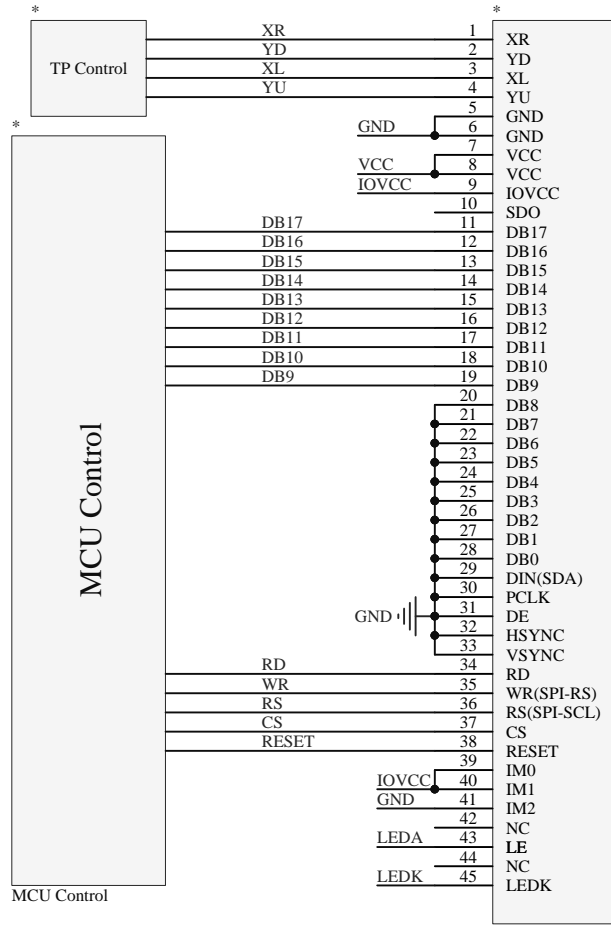 *
*
XR 1 XR
YD 2 YD
TP Control
XL 3 XL
YU 4 YU
5 GND
*
GND 6 GND
7 VCC
VCC 8 VCC
IOVCC 9 IOVCC
10 SDO
DB17 11 DB17
DB16 12 DB16
DB15 13 DB15
DB14 14 DB14
DB13 15 DB13
DB12 16 DB12
DB11 17 DB11
DB10 18 DB10
DB9 19 DB9
20 DB8
21 DB7
22 DB6
23 DB5
24 DB4
25 DB3
26 DB2
27 DB1
28 DB0
29 DIN(SDA)
30 PCLK
GND 31 DE
32 HSYNC
33 VSYNC
MCU Control
RD 34 RD
WR 35 WR(SPI-RS)
RS 36 RS(SPI-SCL)
CS 37 CS
RESET 38 RESET
39 IM0
IOVCC 40 IM1
GND 41 IM2
42 NC
LEDA 43 LE
44 NC
LEDK 45 LEDK
MCU Control